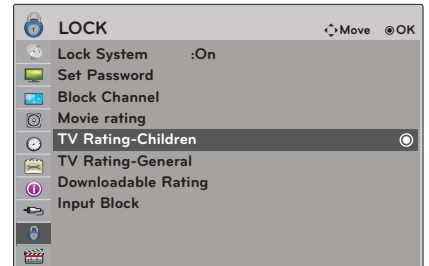 LOCK Move OK
Lock System :On
Set Password
Block Channel
Movie rating
TV Rating-Children
TV Rating-General
Downloadable Rating
Input Block